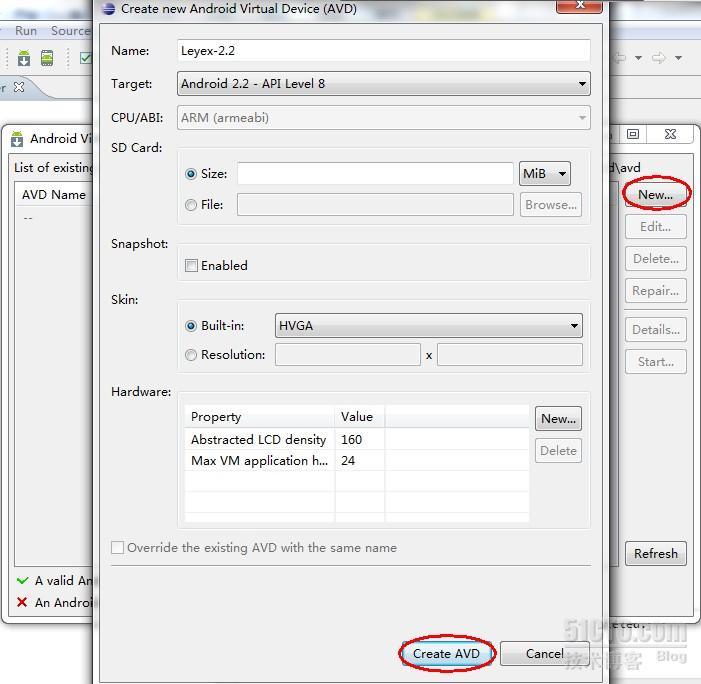 Create new Android Virtual Device (AVD)
Run Source
Name: Leyex-2.2
Target: Android 2.2 - API Level 8
CPU/ABI: ARM (armeabi)
SD Card:
Size: MiB
File: Browse...
Snapshot:
Enabled
Skin:
Built-in: HVGA
Resolution: x
Hardware:
Property Value New...
Abstracted LCD density 160
Max VM application h... 24
Delete
Override the existing AVD with the same name
Create AVD Cancel
Android Vi
List of existing d\avd
AVD Name
--
New...
Edit...
Delete...
Repair...
Details...
Start...
Refresh
A valid An
An Androi
51CTO.com
技术博客 Blog